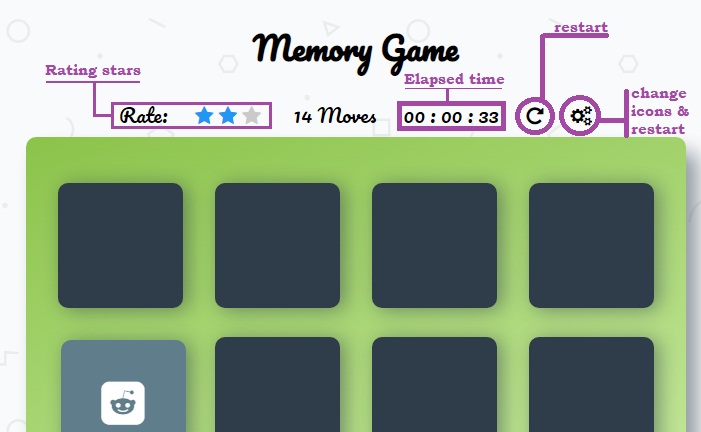 restart
Memory Game
Rating stars
Elapsed time
Rate:
14 Moves
00 : 00 : 33
change
icons &
restart